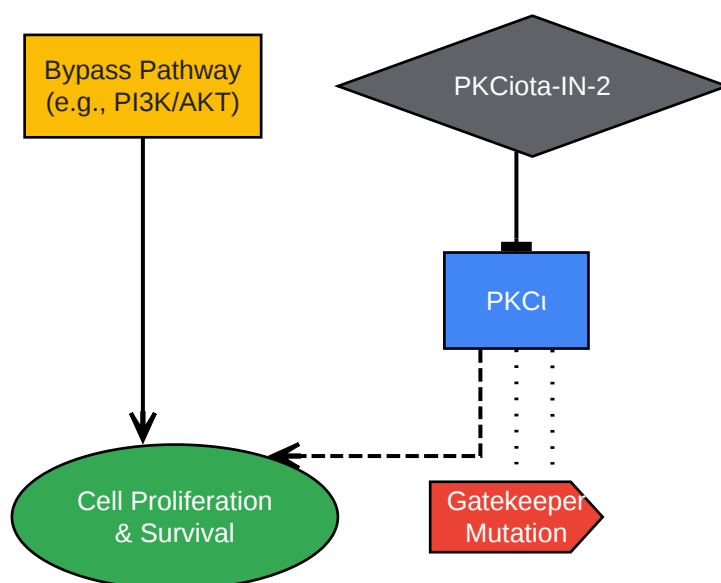 Bypass Pathway
(e.g., PI3K/AKT)
PKCiota-IN-2
PKCι
Cell Proliferation
& Survival
Gatekeeper
Mutation